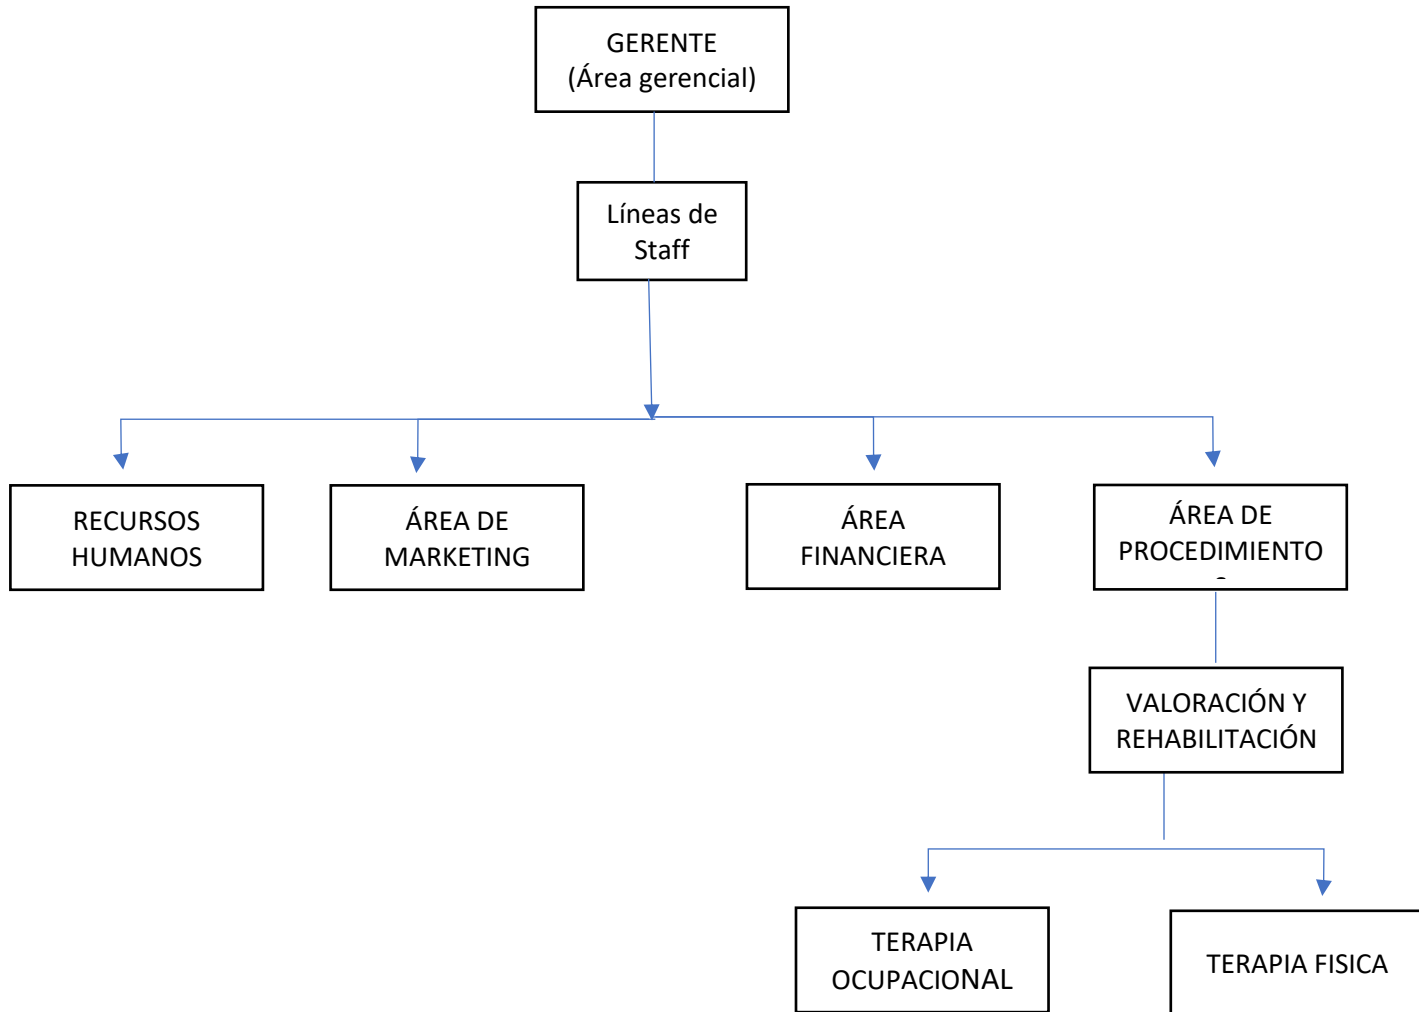 GERENTE
(Área gerencial)
Líneas de
Staff
RECURSOS
HUMANOS
ÁREA DE
MARKETING
ÁREA
FINANCIERA
ÁREA DE
PROCEDIMIENTO
VALORACIÓN Y
REHABILITACIÓN
TERAPIA
OCUPACIONAL
TERAPIA FISICA